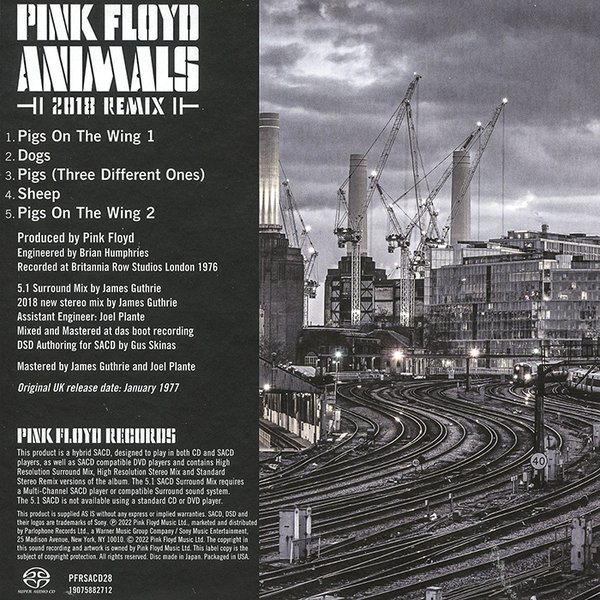 PINK FLOYD
ANIMALS
2018 REMIX
1. Pigs On The Wing 1
2. Dogs
3. Pigs (Three Different Ones)
4. Sheep
5. Pigs On The Wing 2
Produced by Pink Floyd
Engineered by Brian Humphries
Recorded at Britannia Row Studios London 1976
5.1 Surround Mix by James Guthrie
2018 new stereo mix by James Guthrie
Assistant Engineer: Joel Plante
Mixed and Mastered at das boot recording
DSD Authoring for SACD by Gus Skinas
Mastered by James Guthrie and Joel Plante
Original UK release date: January 1977
PINK FLOYD RECORDS
This product is a hybrid SACD, designed to play in both CD and SACD
players, as well as SACD compatible DVD players and contains High
Resolution Surround Mix, High Resolution Stereo Mix and Standard
Stereo Remix versions of the album. The 5.1 SACD Surround Mix requires
a Multi-Channel SACD player or compatible Surround sound system.
The 5.1 SACD is not available using a standard CD or DVD player.
This product is supplied AS IS without any express or implied warranties. SACD, DSD and
their logos are trademarks of Sony. ℗ 2022 Pink Floyd Music Ltd., marketed and distributed
by Parlophone Records Ltd., a Warner Music Group Company / Sony Music Entertainment,
25 Madison Avenue, New York, NY 10010. © 2022 Pink Floyd Music Ltd. The copyright in
this sound recording and artwork is owned by Pink Floyd Music Ltd. This label copy is the
subject of copyright protection. All rights reserved. Disc made in Japan. Packaged in USA.
SUPER AUDIO CD
PFRSACD28
19075882712
40